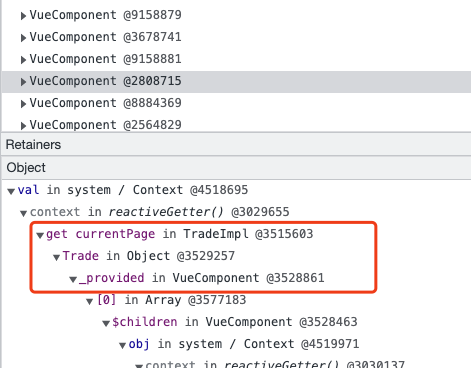 VueComponent @9158879
VueComponent @3678741
VueComponent @9158881
VueComponent @2808715
VueComponent @8884369
VueComponent @2564829
Retainers
Object
val in system / Context @4518695
context in reactiveGetter() @3029655
get currentPage in TradeImpl @3515603
Trade in Object @3529257
_provided in VueComponent @3528861
[0] in Array @3577183
$children in VueComponent @3528463
obj in system / Context @4519971
context in reactiveGetter() @3030137